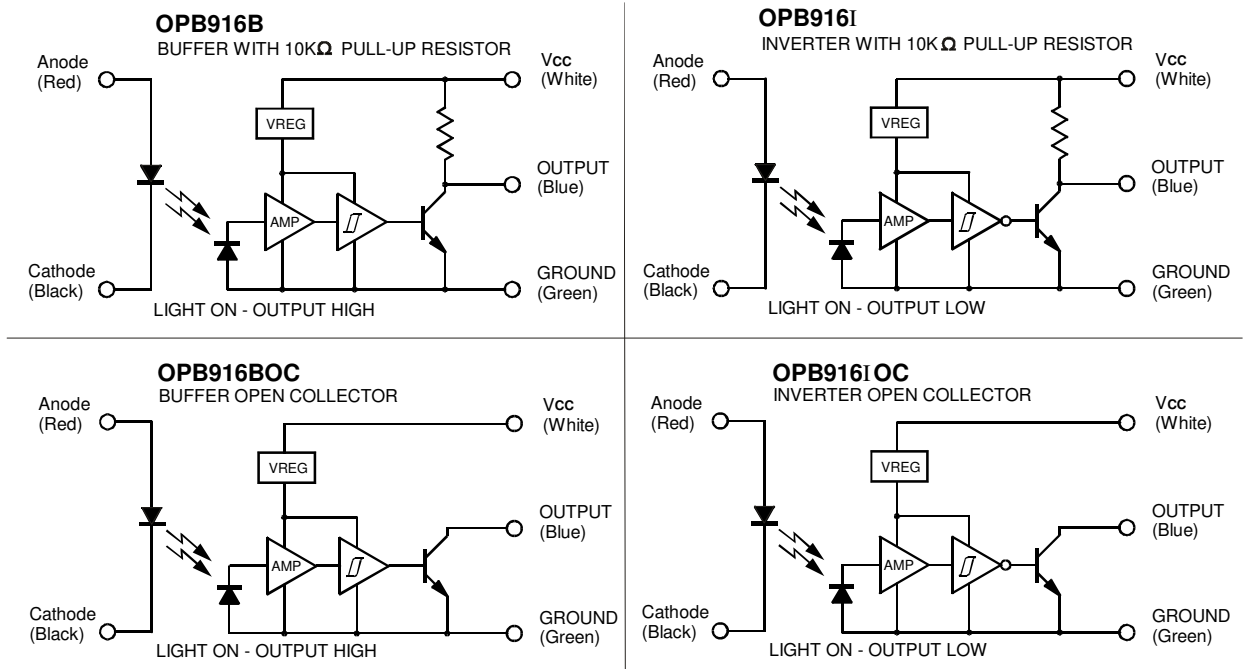 OPB916B
BUFFER WITH 10KΩ PULL-UP RESISTOR
Anode
(Red)
Vcc
(White)
VREG
OUTPUT
(Blue)
AMP
Cathode
(Black)
GROUND
(Green)
LIGHT ON - OUTPUT HIGH
OPB916I
INVERTER WITH 10KΩ PULL-UP RESISTOR
Anode
(Red)
Vcc
(White)
VREG
OUTPUT
(Blue)
AMP
Cathode
(Black)
GROUND
(Green)
LIGHT ON - OUTPUT LOW
OPB916BOC
BUFFER OPEN COLLECTOR
Anode
(Red)
Vcc
(White)
VREG
OUTPUT
(Blue)
AMP
Cathode
(Black)
GROUND
(Green)
LIGHT ON - OUTPUT HIGH
OPB916IOC
INVERTER OPEN COLLECTOR
Anode
(Red)
Vcc
(White)
VREG
OUTPUT
(Blue)
AMP
Cathode
(Black)
GROUND
(Green)
LIGHT ON - OUTPUT LOW